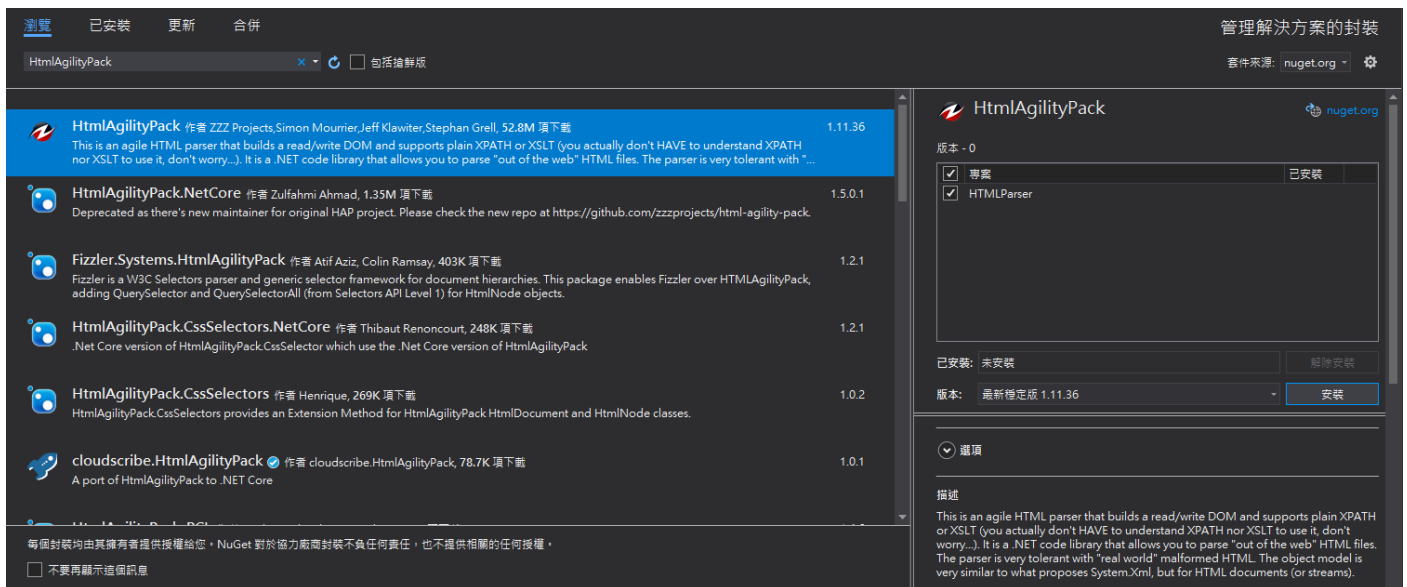 瀏覽 已安裝 更新 合併
管理解決方案的封裝
HtmlAgilityPack
包括搶鮮版
套件來源: nuget.org
HtmlAgilityPack 作者 ZZZ Projects,Simon Mourrier,Jeff Klawiter,Stephan Grell, 52.8M 項下載 1.11.36
This is an agile HTML parser that builds a read/write DOM and supports plain XPATH or XSLT (you actually don't HAVE to understand XPATH
nor XSLT to use it, don't worry...). It is a .NET code library that allows you to parse "out of the web" HTML files. The parser is very tolerant with "...
HtmlAgilityPack.NetCore 作者 Zulfahmi Ahmad, 1.35M 項下載 1.5.0.1
Deprecated as there's new maintainer for original HAP project. Please check the new repo at https://github.com/zzzprojects/html-agility-pack.
Fizzler.Systems.HtmlAgilityPack 作者 Atif Aziz, Colin Ramsay, 403K 項下載 1.2.1
Fizzler is a W3C Selectors parser and generic selector framework for document hierarchies. This package enables Fizzler over HTMLAgilityPack,
adding QuerySelector and QuerySelectorAll (from Selectors API Level 1) for HtmlNode objects.
HtmlAgilityPack.CssSelectors.NetCore 作者 Thibaut Renoncourt, 248K 項下載 1.2.1
.Net Core version of HtmlAgilityPack.CssSelector which use the .Net Core version of HtmlAgilityPack
HtmlAgilityPack.CssSelectors 作者 Henrique, 269K 項下載 1.0.2
HtmlAgilityPack.CssSelectors provides an Extension Method for HtmlAgilityPack HtmlDocument and HtmlNode classes.
cloudscribe.HtmlAgilityPack 作者 cloudscribe.HtmlAgilityPack, 78.7K 項下載 1.0.1
A port of HtmlAgilityPack to .NET Core
每個封裝均由其擁有者提供授權給您。NuGet 對於協力廠商封裝不負任何責任，也不提供相關的任何授權。
不要再顯示這個訊息
HtmlAgilityPack
nuget.org
版本 - 0
專案 已安裝
HTMLParser
已安裝: 未安裝 解除安裝
版本: 最新穩定版 1.11.36 安裝
選項
描述
This is an agile HTML parser that builds a read/write DOM and supports plain XPATH
or XSLT (you actually don't HAVE to understand XPATH nor XSLT to use it, don't
worry...). It is a .NET code library that allows you to parse "out of the web" HTML files.
The parser is very tolerant with "real world" malformed HTML. The object model is
very similar to what proposes System.Xml, but for HTML documents (or streams).